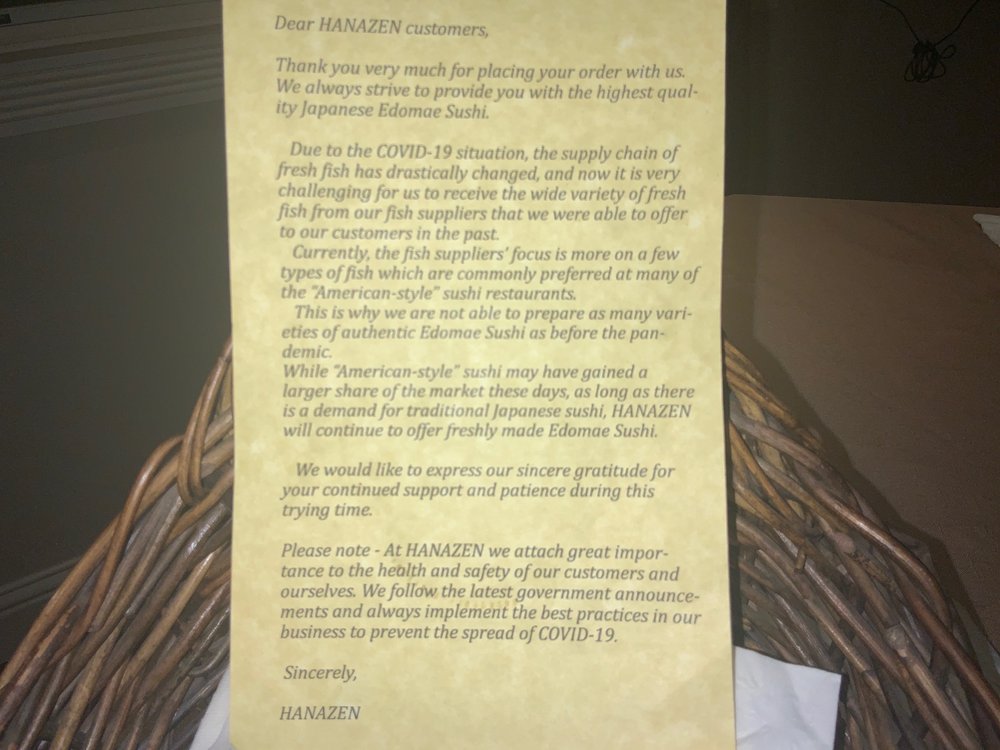 Dear HANAZEN customers,
Thank you very much for placing your order with us.
We always strive to provide you with the highest qual-
ity Japanese Edomae Sushi.
Due to the COVID-19 situation, the supply chain of
fresh fish has drastically changed, and now it is very
challenging for us to receive the wide variety of fresh
fish from our fish suppliers that we were able to offer
to our customers in the past.
Currently, the fish suppliers' focus is more on a few
types of fish which are commonly preferred at many of
the "American-style" sushi restaurants.
This is why we are not able to prepare as many vari-
eties of authentic Edomae Sushi as before the pan-
demic.
While "American-style" sushi may have gained a
larger share of the market these days, as long as there
is a demand for traditional Japanese sushi, HANAZEN
will continue to offer freshly made Edomae Sushi.
We would like to express our sincere gratitude for
your continued support and patience during this
trying time.
Please note - At HANAZEN we attach great impor-
tance to the health and safety of our customers and
ourselves. We follow the latest government announce-
ments and always implement the best practices in our
business to prevent the spread of COVID-19.
Sincerely,
HANAZEN